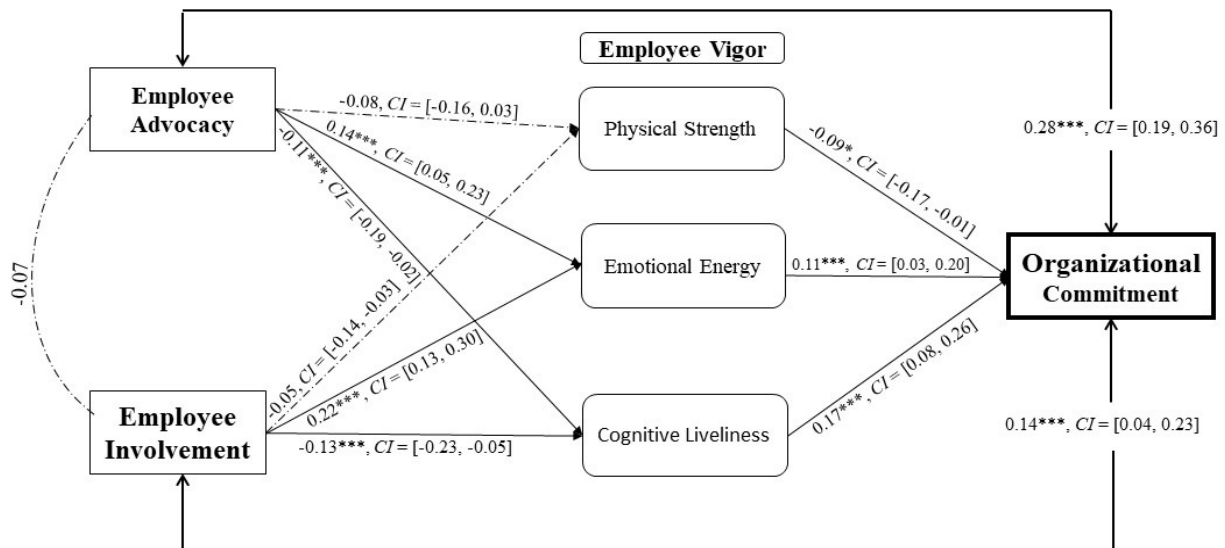 Employee Vigor
Employee
Advocacy
-0.08, CI = [-0.16, 0.03]
Physical Strength
0.14***, CI = [0.05, 0.23]
-0.11***, CI = [-0.19, -0.02]
-0.09*, CI = [-0.17, -0.01]
0.28***, CI = [0.19, 0.36]
-0.07
Emotional Energy
0.11***, CI = [0.03, 0.20]
Organizational
Commitment
-0.05, CI = [-0.14, -0.03]
0.22***, CI = [0.13, 0.30]
Employee
Involvement
-0.13***, CI = [-0.23, -0.05]
Cognitive Liveliness
0.17***, CI = [0.08, 0.26]
0.14***, CI = [0.04, 0.23]